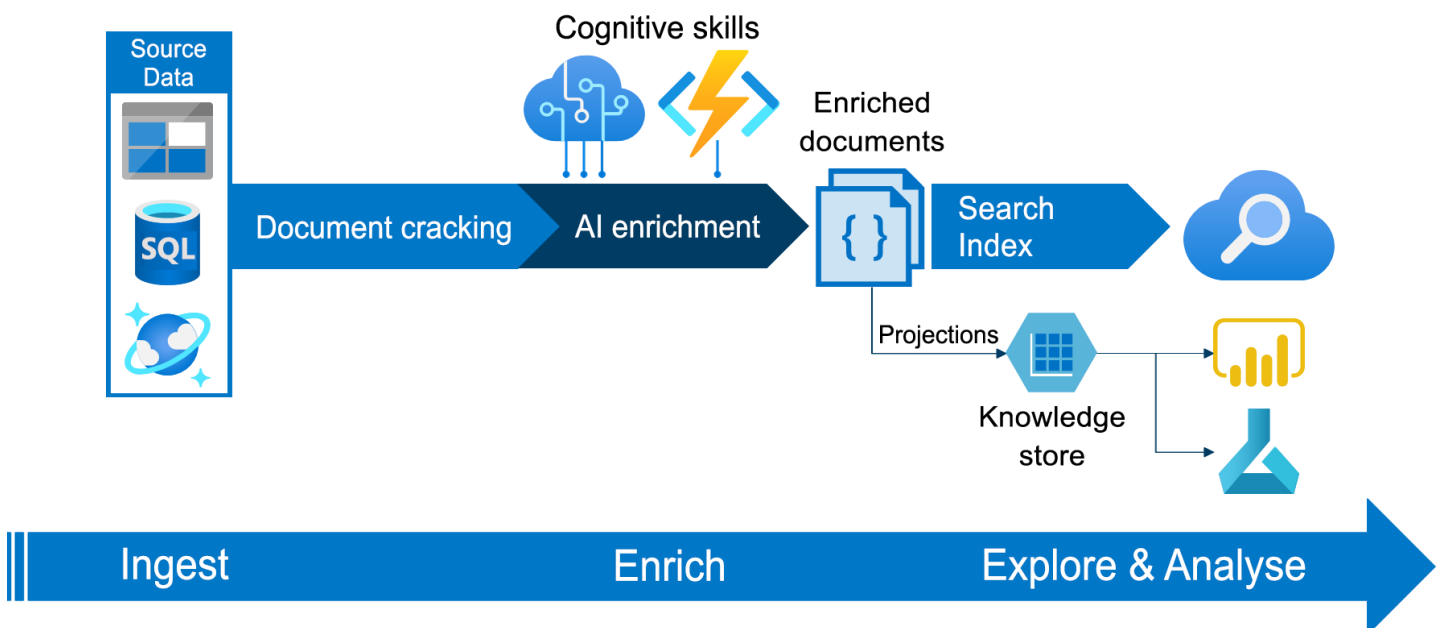 Source
Data
SQL
Document cracking
Cognitive skills
AI enrichment
Enriched
documents
{ }
Search
Index
Projections
Knowledge
store
Ingest
Enrich
Explore & Analyse